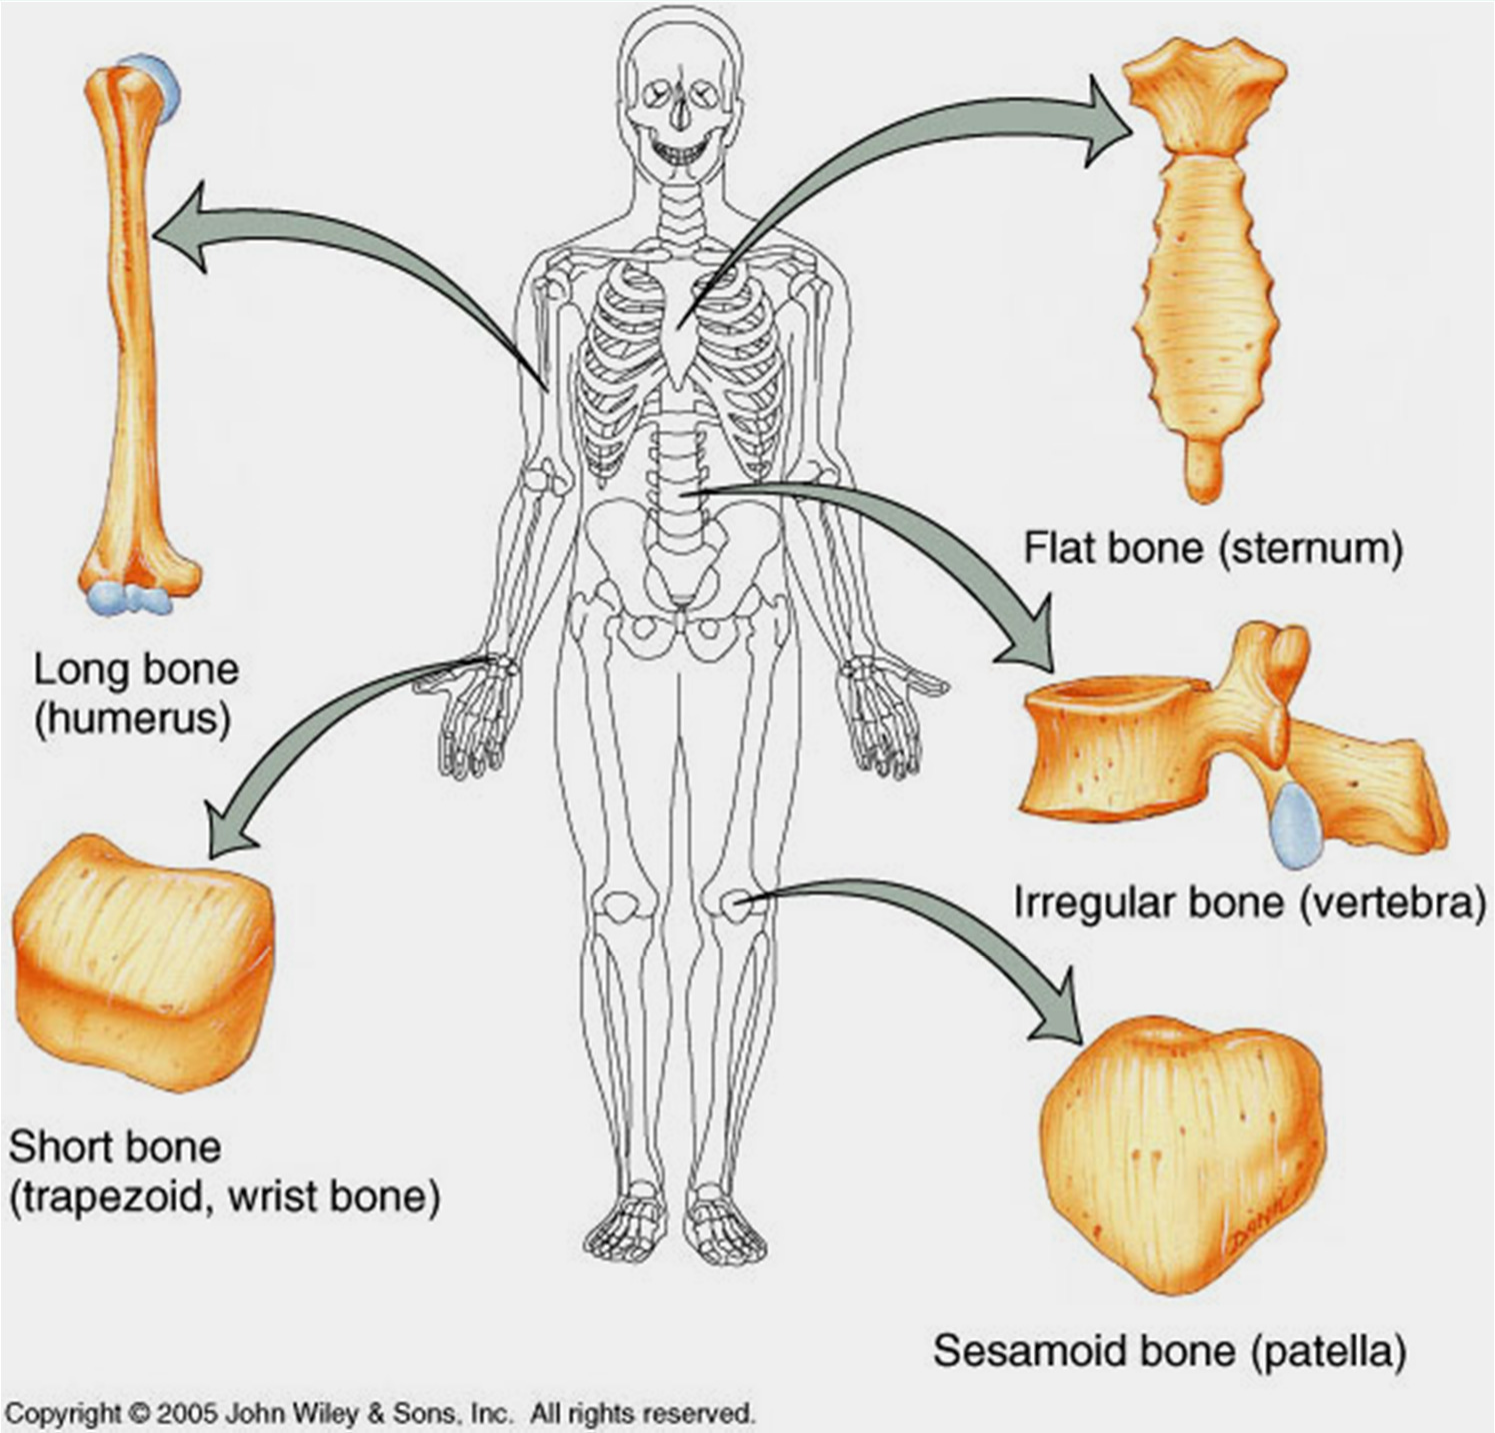 Flat bone (sternum)
Long bone
(humerus)
Irregular bone (vertebra)
Short bone
(trapezoid, wrist bone)
Sesamoid bone (patella)
Copyright © 2005 John Wiley & Sons, Inc. All rights reserved.